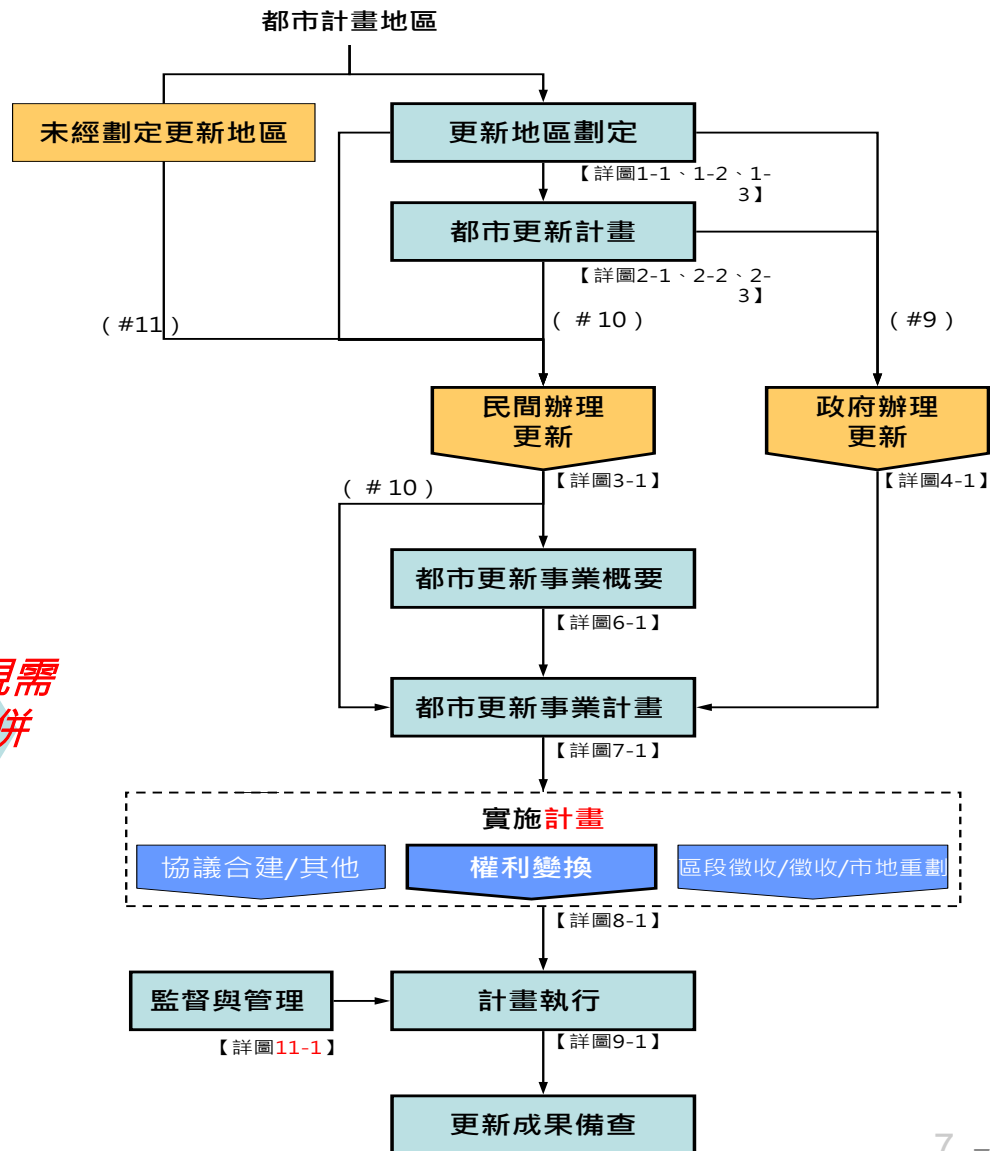 都市計畫地區
未經劃定更新地區
更新地區劃定
【詳圖1-1、1-2、1-
3】
都市更新計畫
【詳圖2-1、2-2、2-
3】
(#11)
(#10)
(#9)
民間辦理
更新
政府辦理
更新
【詳圖3-1】
【詳圖4-1】
(#10)
都市更新事業概要
【詳圖6-1】
視需
併
都市更新事業計畫
【詳圖7-1】
實施計畫
協議合建/其他
權利變換
區段徵收/徵收/市地重劃
【詳圖8-1】
監督與管理
計畫執行
【詳圖11-1】
【詳圖9-1】
更新成果備查
7